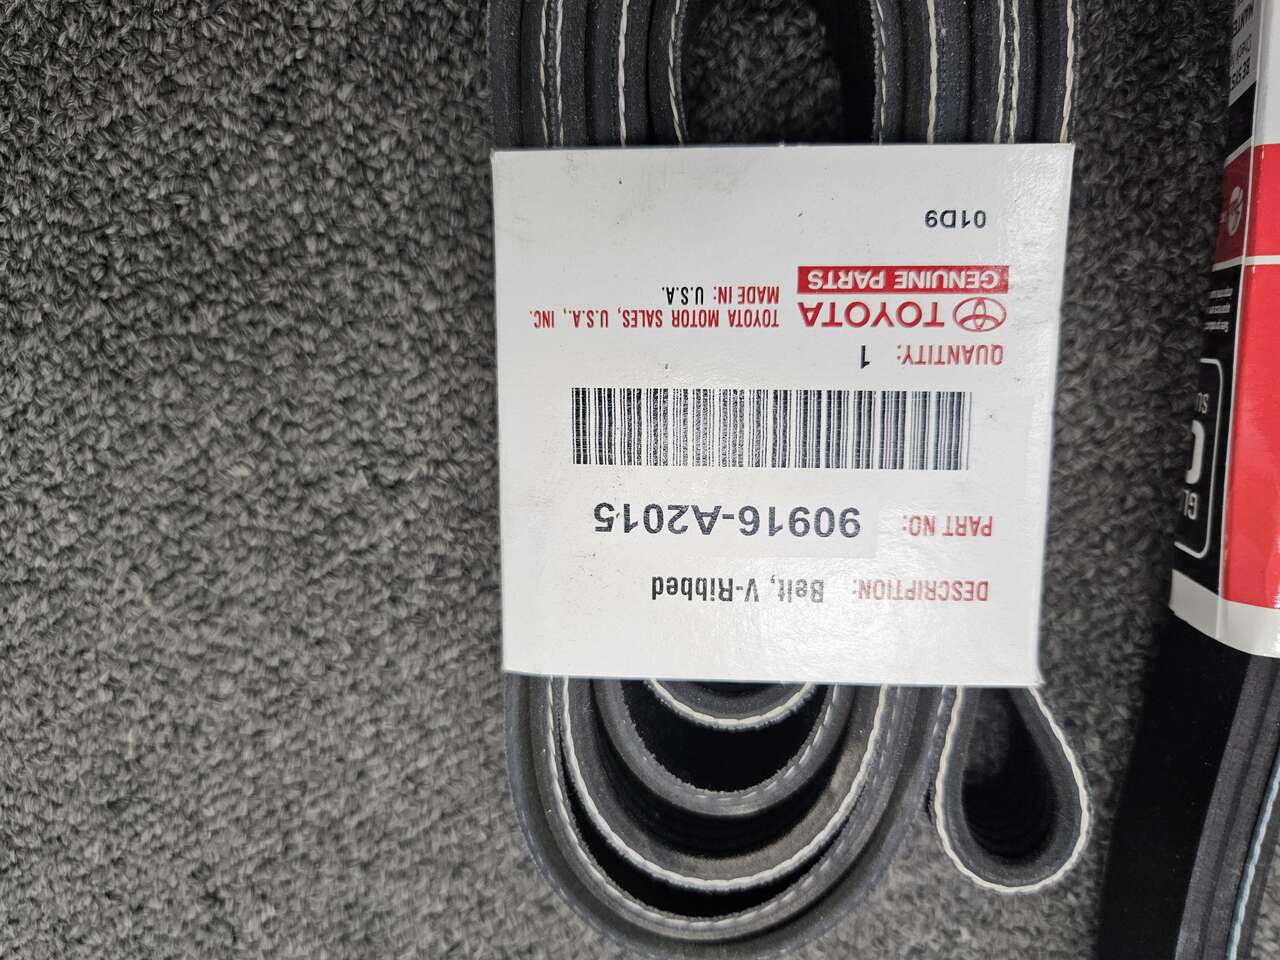 DESCRIPTION: Belt, V-Ribbed
PART NO: 90916-A2015
QUANTITY: 1
TOYOTA
GENUINE PARTS
TOYOTA MOTOR SALES, U.S.A., INC.
MADE IN: U.S.A.
01D9